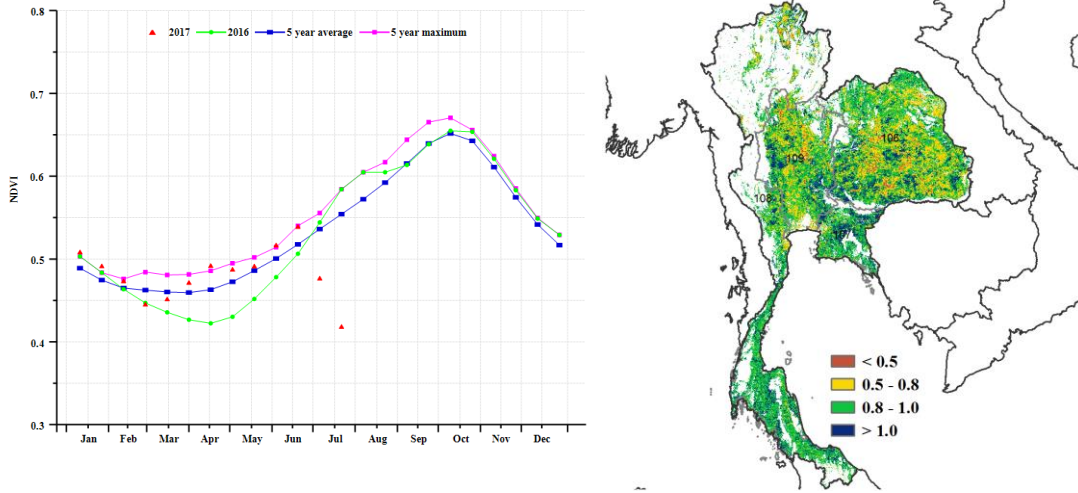 0.8
0.7
0.6
0.5
0.4
0.3
NDVI
2017 2016 5 year average 5 year maximum
Jan Feb Mar Apr May Jun Jul Aug Sep Oct Nov Dec
106
109
108
< 0.5
0.5 - 0.8
0.8 - 1.0
> 1.0